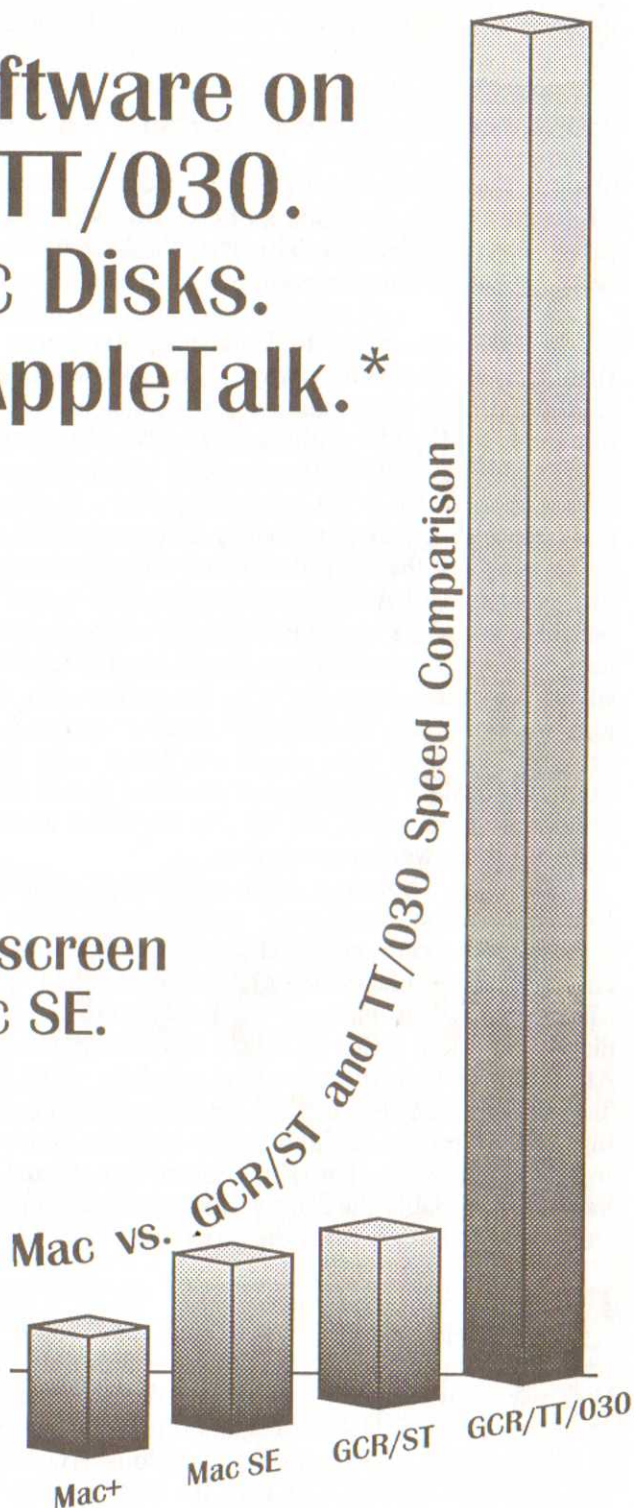 ftware on
TT/030.
c Disks.
AppleTalk.*
screen
c SE.
Mac vs. GCR/ST and TT/030 Speed Comparison
Mac+
Mac SE
GCR/ST
GCR/TT/030